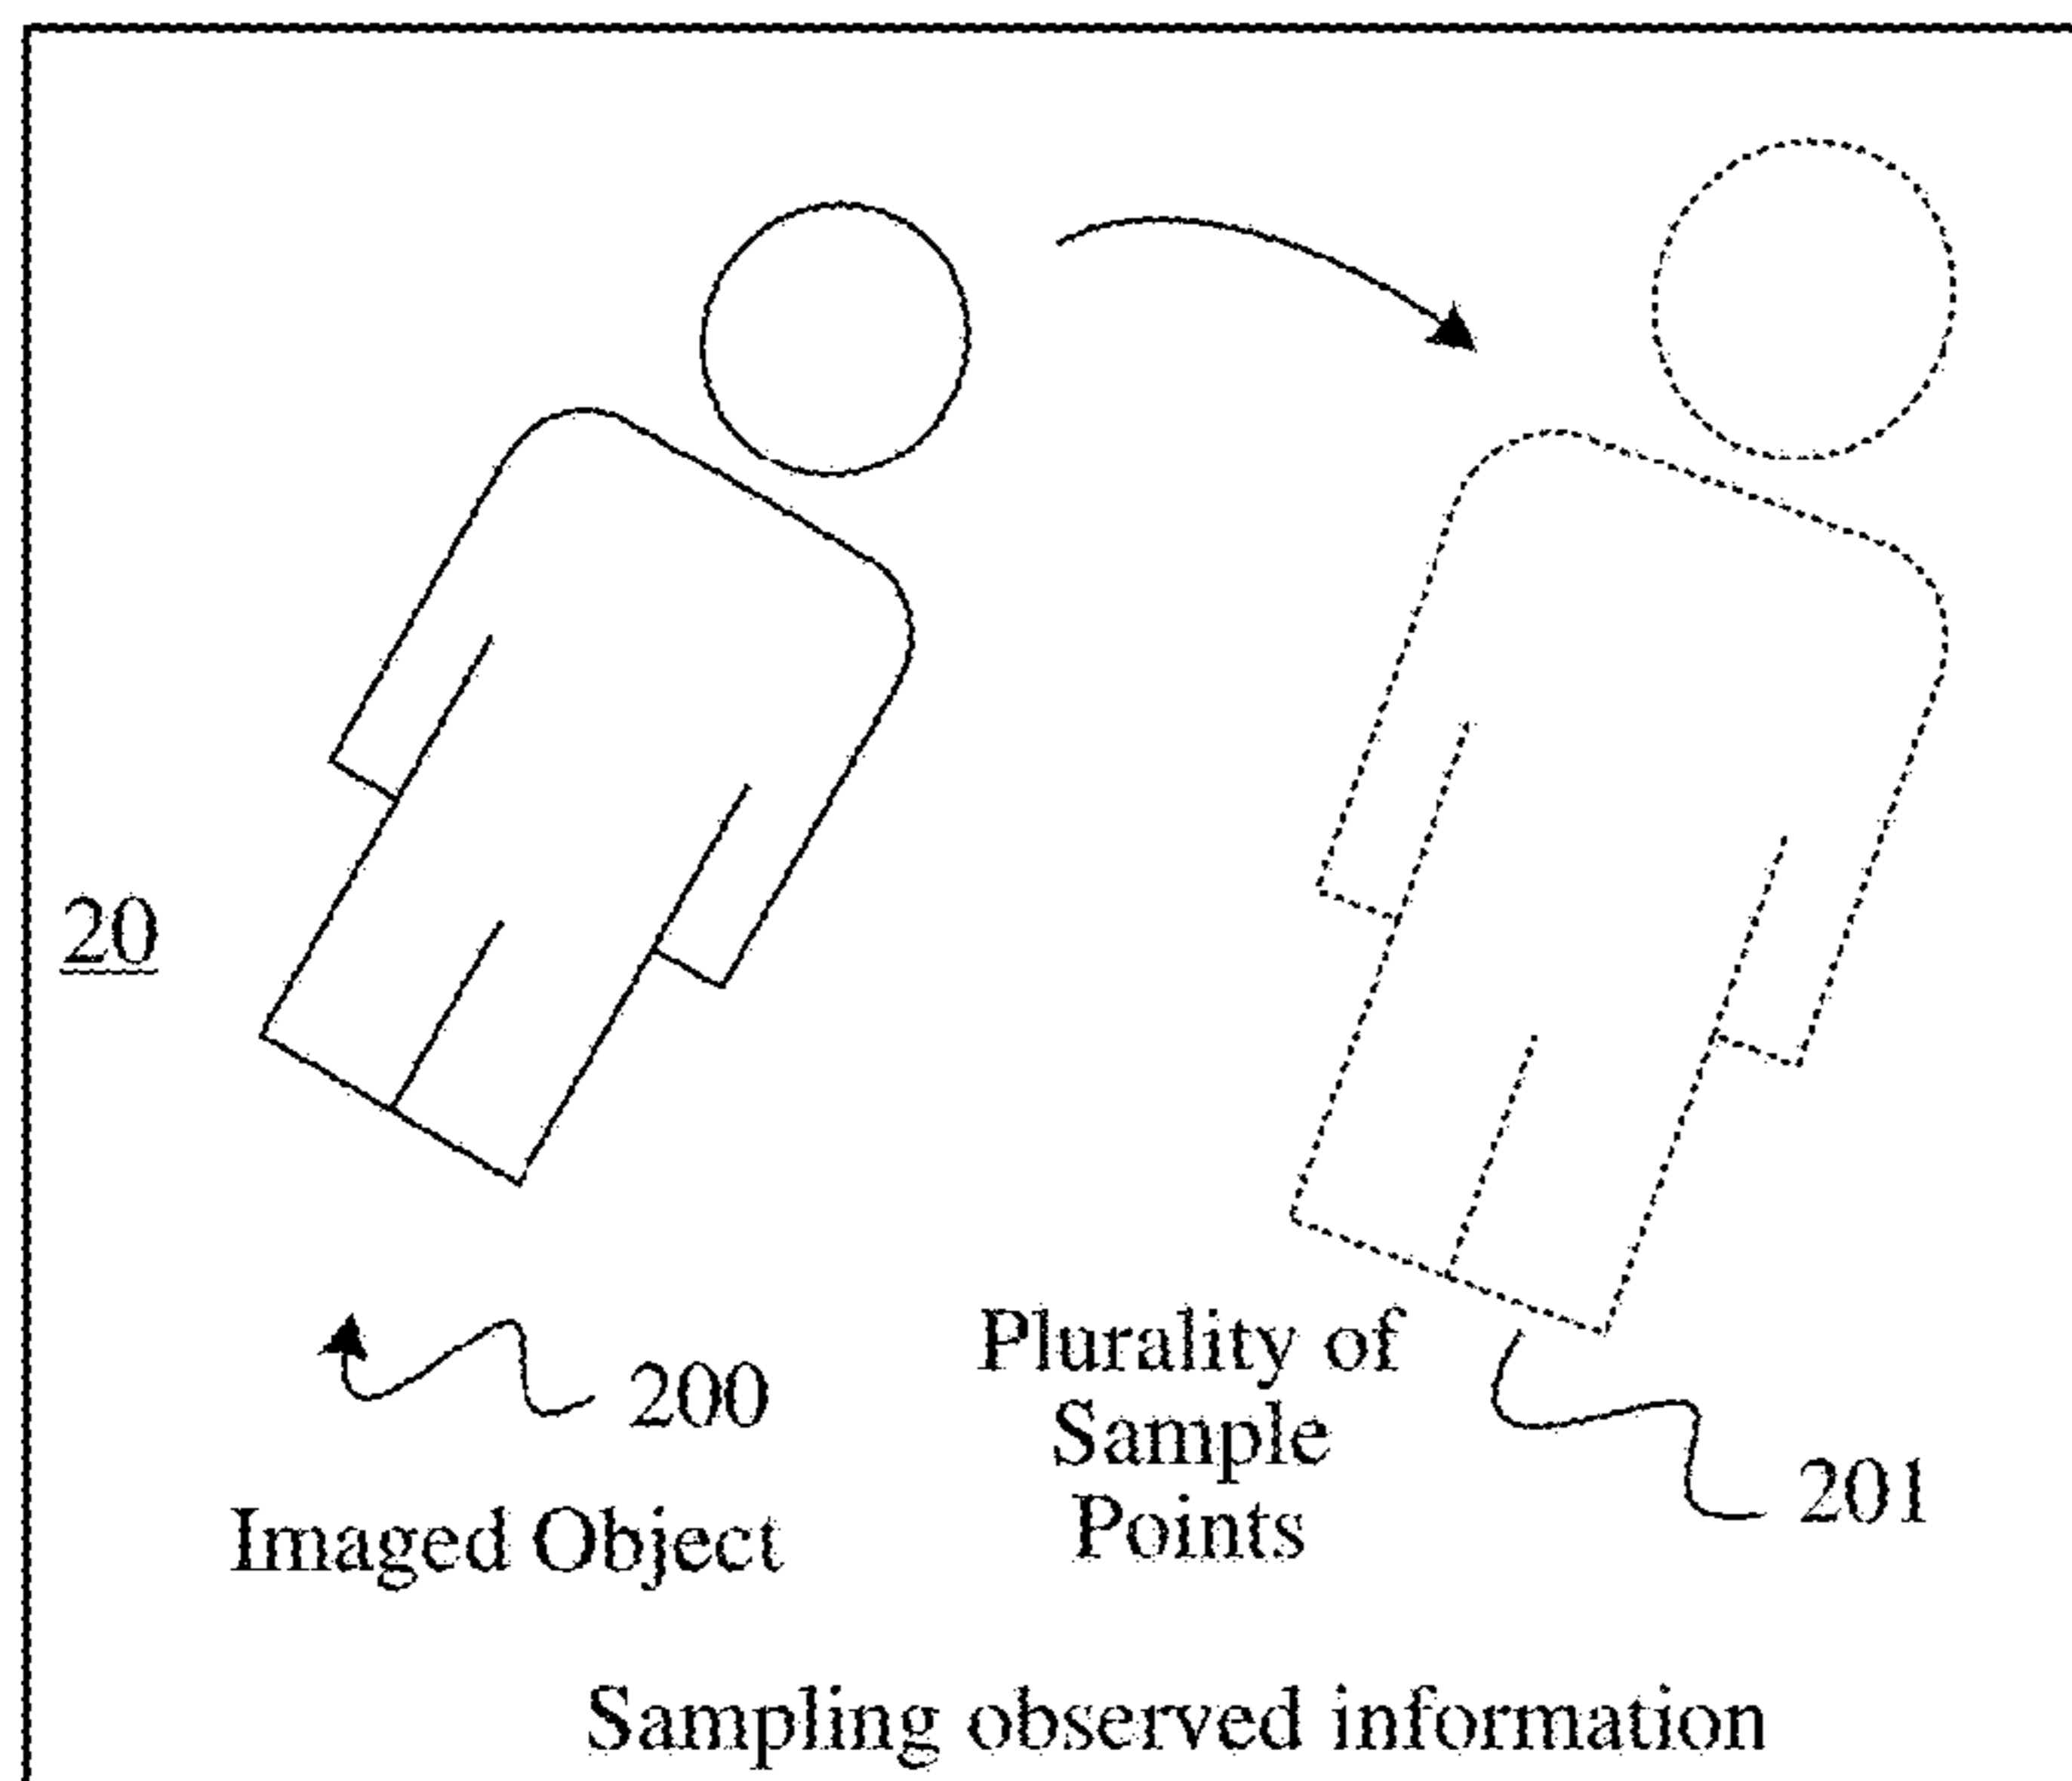 20
200
Imaged Object
Plurality of
Sample
Points
201
Sampling observed information